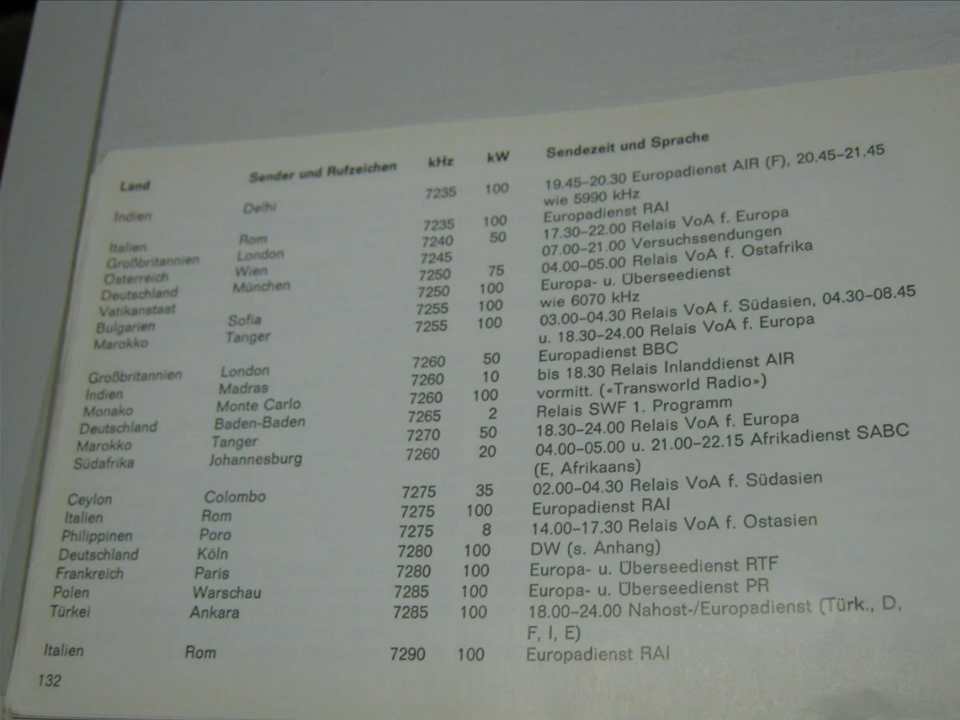 Land Sender und Rufzeichen kHz kW Sendezeit und Sprache
Indien Delhi 7235 100 19.45–20.30 Europadienst AIR (F), 20.45–21.45
wie 5990 kHz
Italien Rom 7235 100 Europadienst RAI
Großbritannien London 7240 50 17.30–22.00 Relais VoA f. Europa
Österreich Wien 7245 07.00–21.00 Versuchssendungen
Deutschland München 7250 75 04.00–05.00 Relais VoA f. Ostafrika
Vatikanstaat 7250 100 Europa- u. Überseedienst
Bulgarien Sofia 7255 100 wie 6070 kHz
Marokko Tanger 7255 100 03.00–04.30 Relais VoA f. Südasien, 04.30–08.45
u. 18.30–24.00 Relais VoA f. Europa
Großbritannien London 7260 50 Europadienst BBC
Indien Madras 7260 10 bis 18.30 Relais Inlanddienst AIR
Monako Monte Carlo 7260 100 vormitt. («Transworld Radio»)
Deutschland Baden-Baden 7265 2 Relais SWF 1. Programm
Marokko Tanger 7270 50 18.30–24.00 Relais VoA f. Europa
Südafrika Johannesburg 7260 20 04.00–05.00 u. 21.00–22.15 Afrikadienst SABC
(E, Afrikaans)
Ceylon Colombo 7275 35 02.00–04.30 Relais VoA f. Südasien
Italien Rom 7275 100 Europadienst RAI
Philippinen Poro 7275 8 14.00–17.30 Relais VoA f. Ostasien
Deutschland Köln 7280 100 DW (s. Anhang)
Frankreich Paris 7280 100 Europa- u. Überseedienst RTF
Polen Warschau 7285 100 Europa- u. Überseedienst PR
Türkei Ankara 7285 100 18.00–24.00 Nahost-/Europadienst (Türk., D,
F, I, E)
Italien Rom 7290 100 Europadienst RAI
132